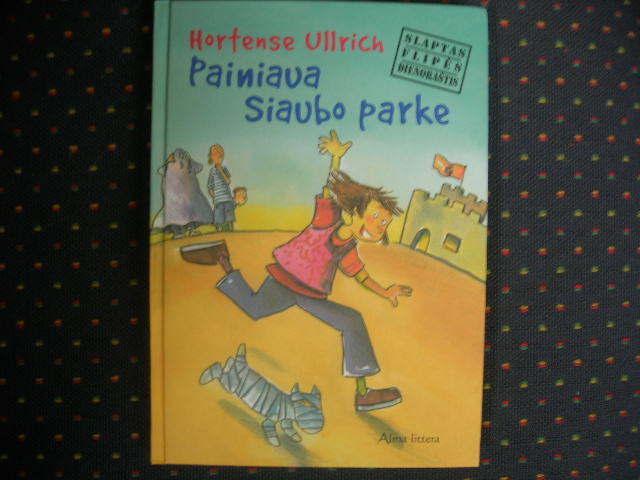 Hortense Ullrich
SLAPTAS
FLIPĖS
DIENORAŠTIS
Painiava
Siaubo parke
Alma littera